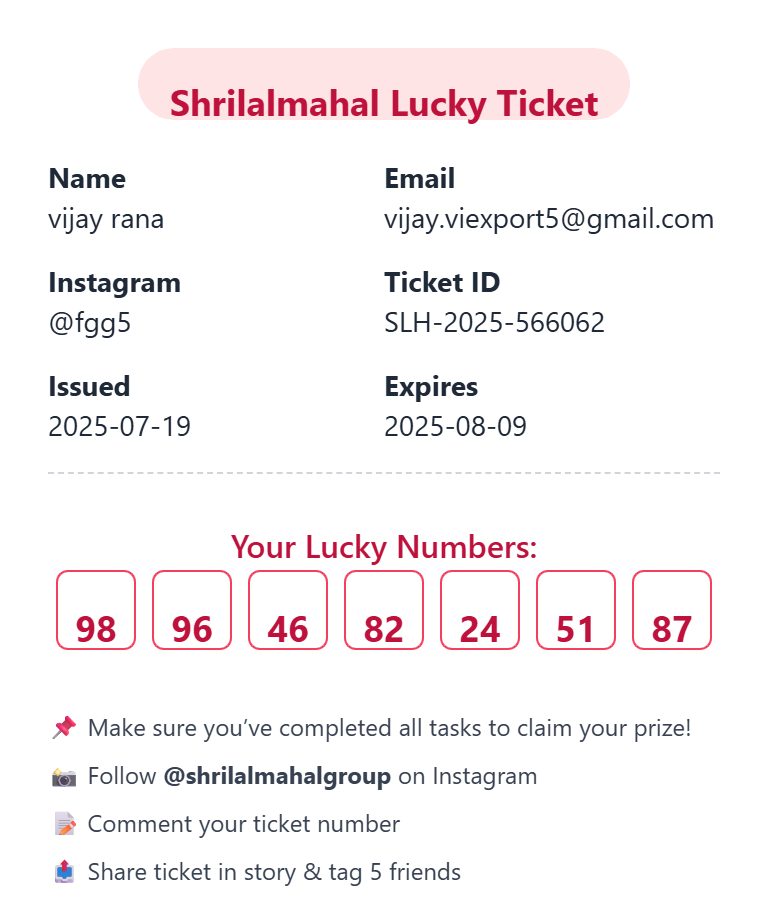 Shrilalmahal Lucky Ticket
Name
vijay rana
Email
vijay.viexport5@gmail.com
Instagram
@fgg5
Ticket ID
SLH-2025-566062
Issued
2025-07-19
Expires
2025-08-09
Your Lucky Numbers:
98 96 46 82 24 51 87
📌 Make sure you’ve completed all tasks to claim your prize!
📸 Follow @shrilalmahalgroup on Instagram
📝 Comment your ticket number
📤 Share ticket in story & tag 5 friends